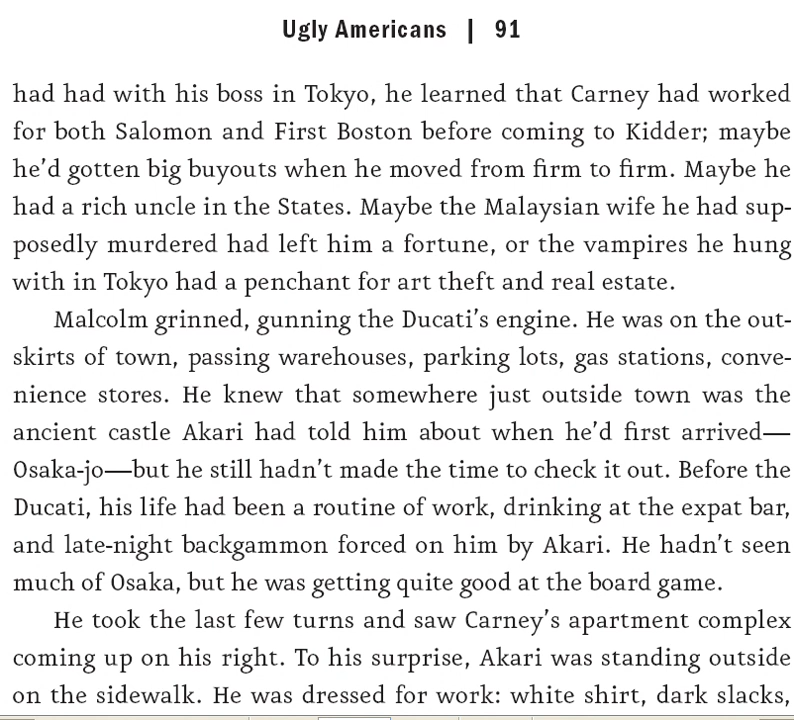 Ugly Americans | 91
had had with his boss in Tokyo, he learned that Carney had worked
for both Salomon and First Boston before coming to Kidder; maybe
he’d gotten big buyouts when he moved from firm to firm. Maybe he
had a rich uncle in the States. Maybe the Malaysian wife he had sup-
posedly murdered had left him a fortune, or the vampires he hung
with in Tokyo had a penchant for art theft and real estate.
Malcolm grinned, gunning the Ducati’s engine. He was on the out-
skirts of town, passing warehouses, parking lots, gas stations, conve-
nience stores. He knew that somewhere just outside town was the
ancient castle Akari had told him about when he’d first arrived—
Osaka-jo—but he still hadn’t made the time to check it out. Before the
Ducati, his life had been a routine of work, drinking at the expat bar,
and late-night backgammon forced on him by Akari. He hadn’t seen
much of Osaka, but he was getting quite good at the board game.
He took the last few turns and saw Carney’s apartment complex
coming up on his right. To his surprise, Akari was standing outside
on the sidewalk. He was dressed for work: white shirt, dark slacks,